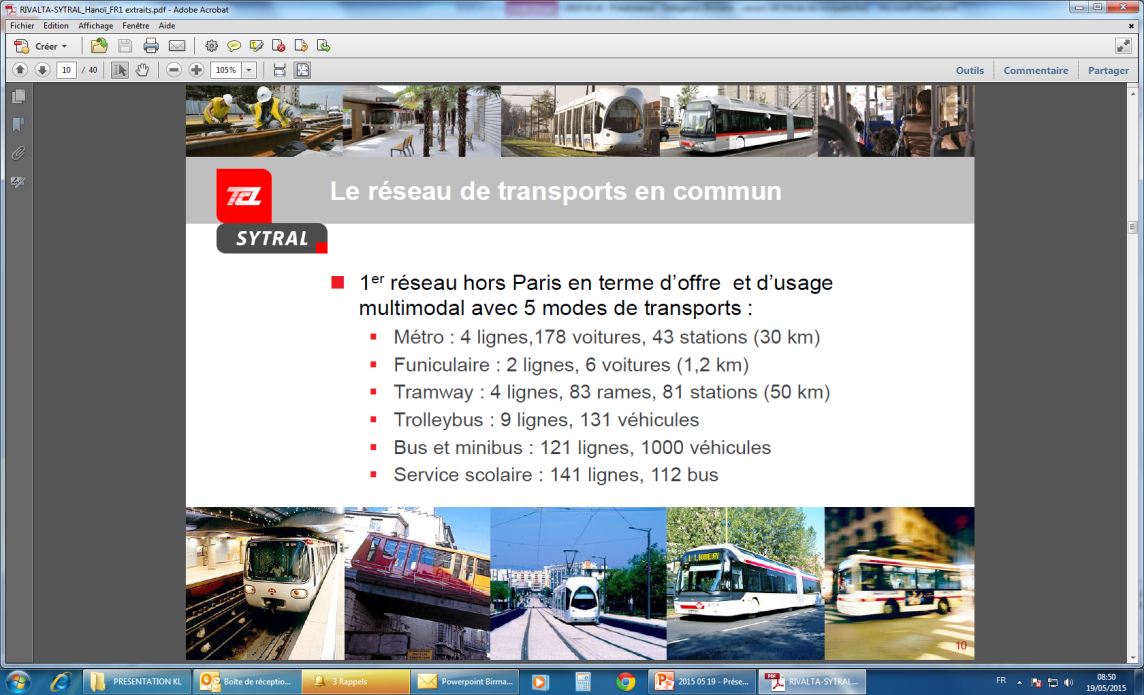 RIVALTA-SYTRAL_Hanoï_FR1 extraits.pdf - Adobe Acrobat
Fichier Edition Affichage Fenêtre Aide
Créer
10 / 40 105% Outils Commentaire Partager
TCL
SYTRAL
Le réseau de transports en commun
1er réseau hors Paris en terme d'offre et d'usage
multimodal avec 5 modes de transports :
Métro : 4 lignes,178 voitures, 43 stations (30 km)
Funiculaire : 2 lignes, 6 voitures (1,2 km)
Tramway : 4 lignes, 83 rames, 81 stations (50 km)
Trolleybus : 9 lignes, 131 véhicules
Bus et minibus : 121 lignes, 1000 véhicules
Service scolaire : 141 lignes, 112 bus
10
PRESENTATION KL Boîte de réceptio... 3 Rappels Powerpoint Birma... 2015 05 19 - Prése... RIVALTA-SYTRAL... FR 08:50
19/05/2015